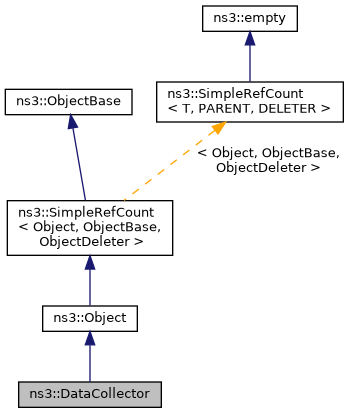 ns3::empty
ns3::SimpleRefCount
< T, PARENT, DELETER >
ns3::ObjectBase
< Object, ObjectBase,
ObjectDeleter >
ns3::SimpleRefCount
< Object, ObjectBase,
ObjectDeleter >
ns3::Object
ns3::DataCollector